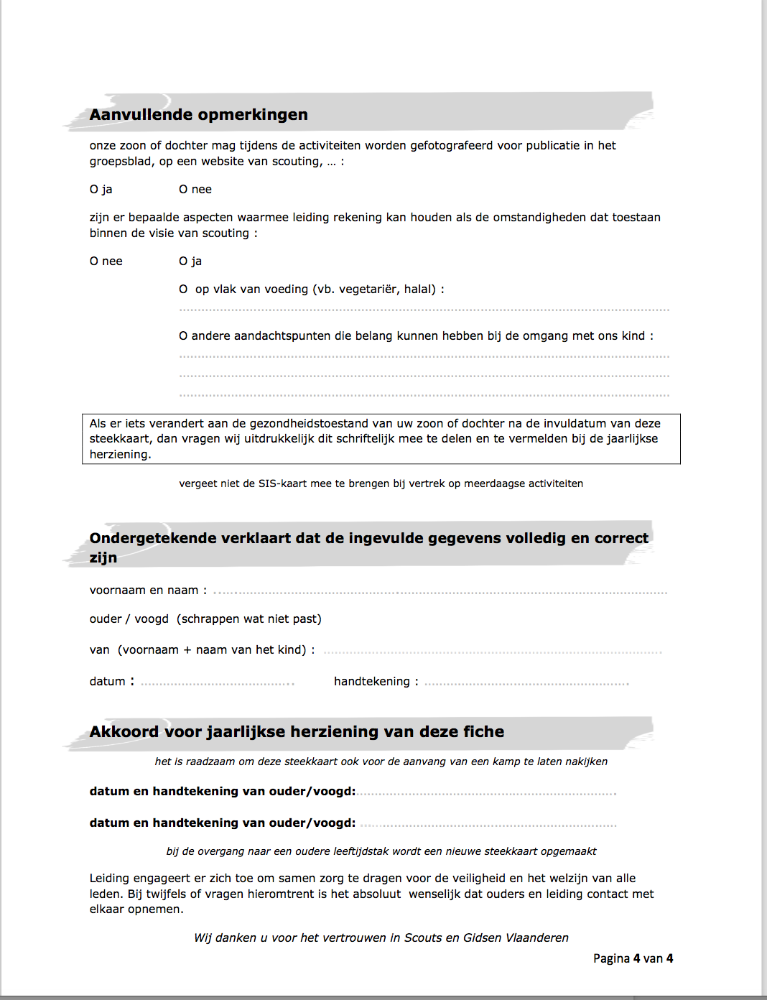 Aanvullende opmerkingen
onze zoon of dochter mag tijdens de activiteiten worden gefotografeerd voor publicatie in het
groepsblad, op een website van scouting, ... :
O ja O nee
zijn er bepaalde aspecten waarmee leiding rekening kan houden als de omstandigheden dat toestaan
binnen de visie van scouting :
O nee O ja
O op vlak van voeding (vb. vegetariër, halal) :
O andere aandachtspunten die belang kunnen hebben bij de omgang met ons kind :
Als er iets verandert aan de gezondheidstoestand van uw zoon of dochter na de invuldatum van deze
steekkaart, dan vragen wij uitdrukkelijk dit schriftelijk mee te delen en te vermelden bij de jaarlijkse
herziening.
vergeet niet de SIS-kaart mee te brengen bij vertrek op meerdaagse activiteiten
Ondergetekende verklaart dat de ingevulde gegevens volledig en correct
zijn
voornaam en naam :
ouder / voogd (schrappen wat niet past)
van (voornaam + naam van het kind) :
datum : handtekening :
Akkoord voor jaarlijkse herziening van deze fiche
het is raadzaam om deze steekkaart ook voor de aanvang van een kamp te laten nakijken
datum en handtekening van ouder/voogd:
datum en handtekening van ouder/voogd:
bij de overgang naar een oudere leeftijdstak wordt een nieuwe steekkaart opgemaakt
Leiding engageert er zich toe om samen zorg te dragen voor de veiligheid en het welzijn van alle
leden. Bij twijfels of vragen hieromtrent is het absoluut wenselijk dat ouders en leiding contact met
elkaar opnemen.
Wij danken u voor het vertrouwen in Scouts en Gidsen Vlaanderen
Pagina 4 van 4